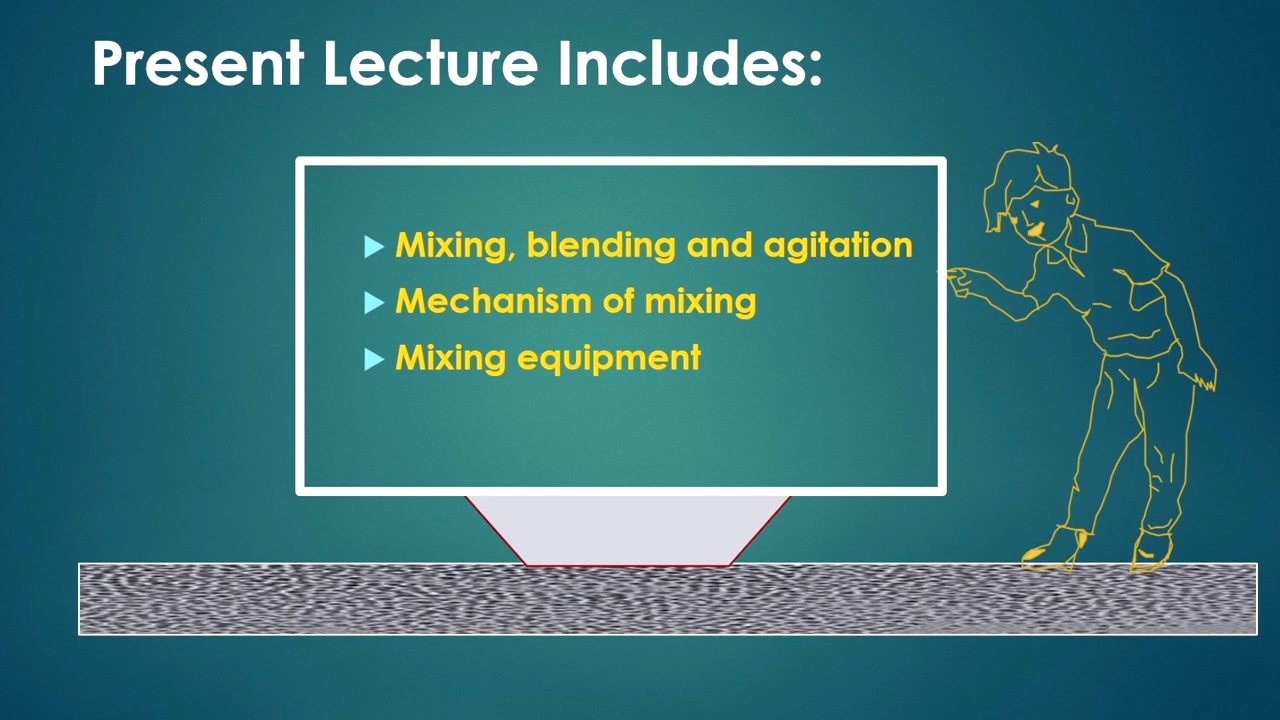 Present Lecture Includes:
Mixing, blending and agitation
Mechanism of mixing
Mixing equipment